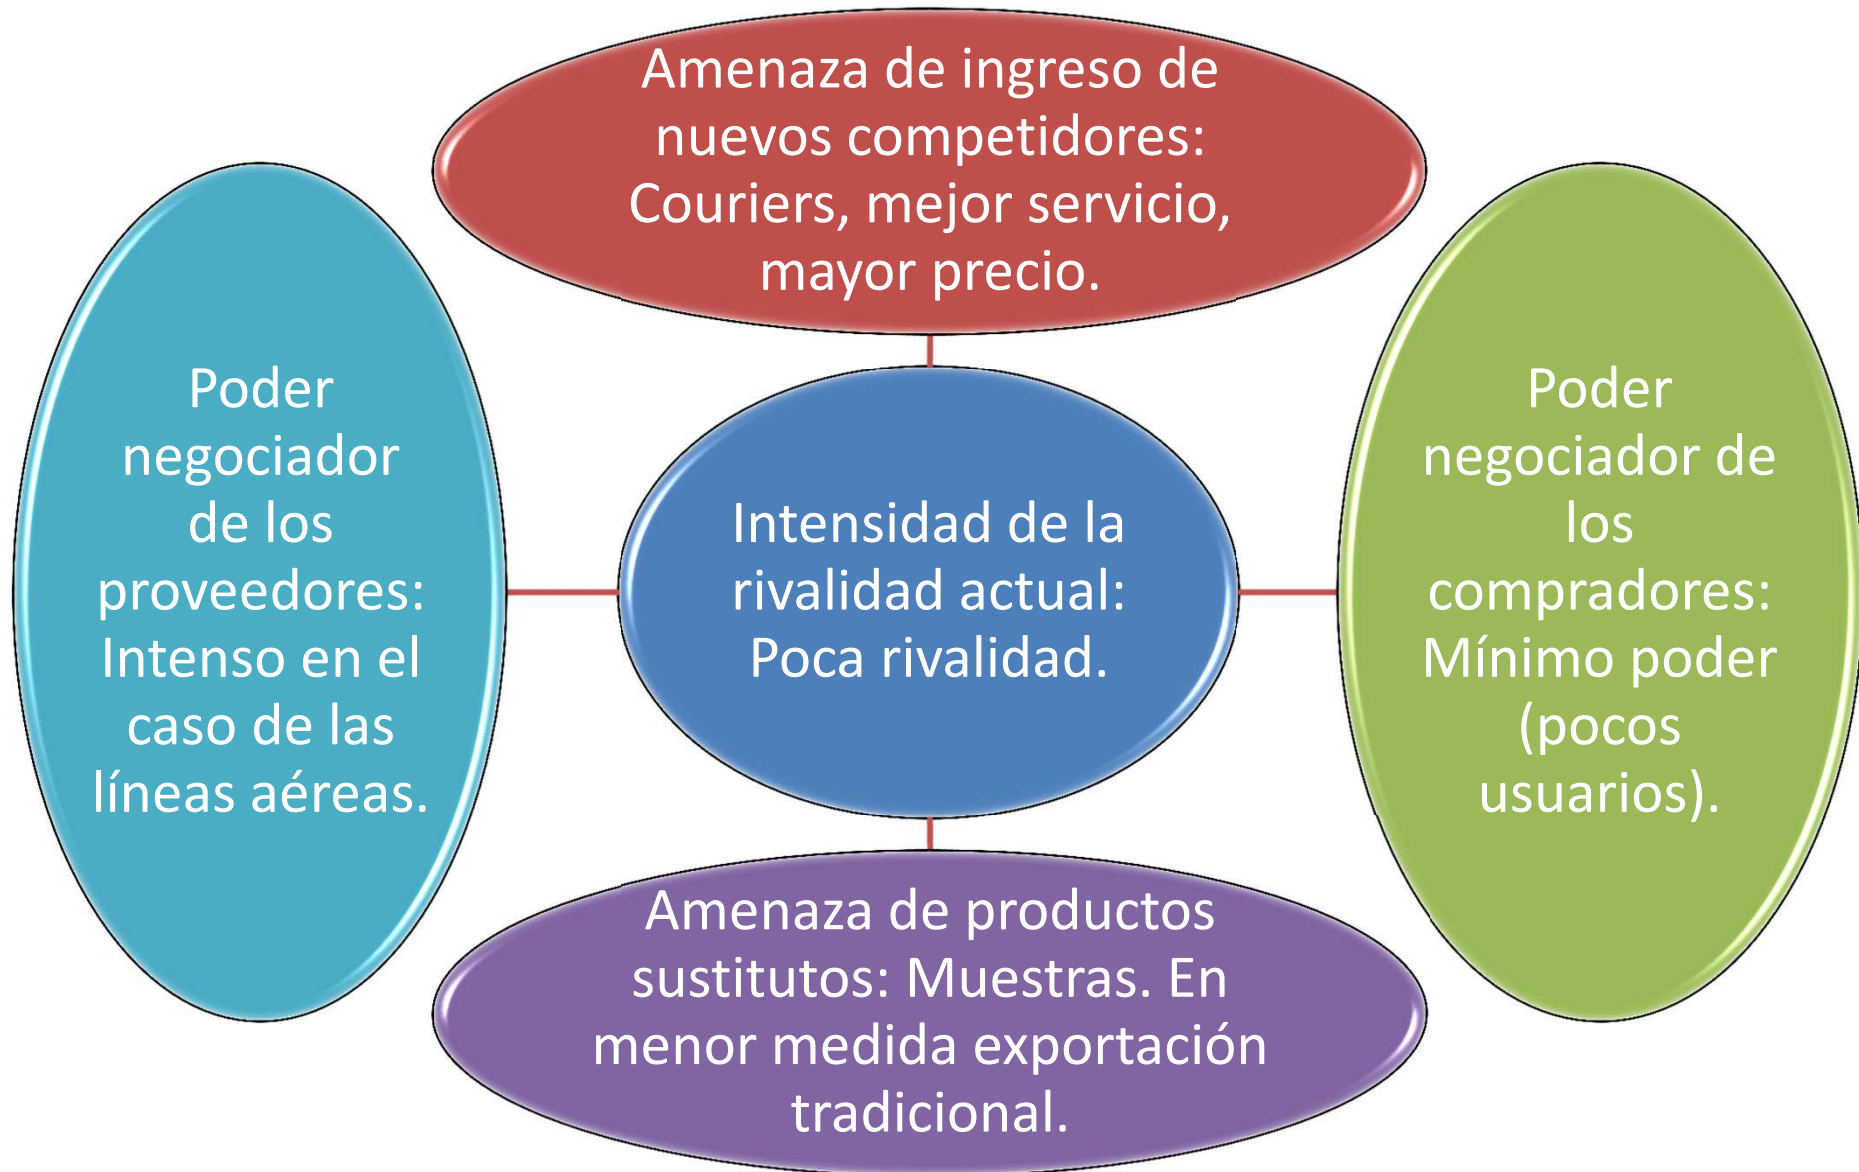 Amenaza de ingreso de
nuevos competidores:
Couriers, mejor servicio,
mayor precio.
Poder
negociador
de los
proveedores:
Intenso en el
caso de las
líneas aéreas.
Intensidad de la
rivalidad actual:
Poca rivalidad.
Poder
negociador de
los
compradores:
Mínimo poder
(pocos
usuarios).
Amenaza de productos
sustitutos: Muestras. En
menor medida exportación
tradicional.